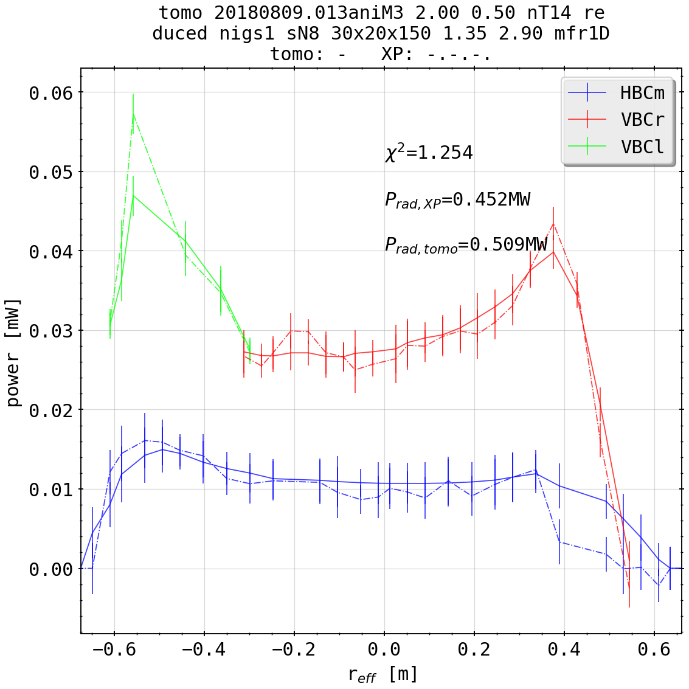 tomo 20180809.013aniM3 2.00 0.50 nT14 re
duced nigs1 sN8 30x20x150 1.35 2.90 mfr1D
tomo: -   XP: -.-.-.
HBCm
VBCr
VBCl
χ²=1.254
P_rad,XP=0.452MW
P_rad,tomo=0.509MW
power [mW]
0.06
0.05
0.04
0.03
0.02
0.01
0.00
−0.6 −0.4 −0.2 0.0 0.2 0.4 0.6
r_eff [m]